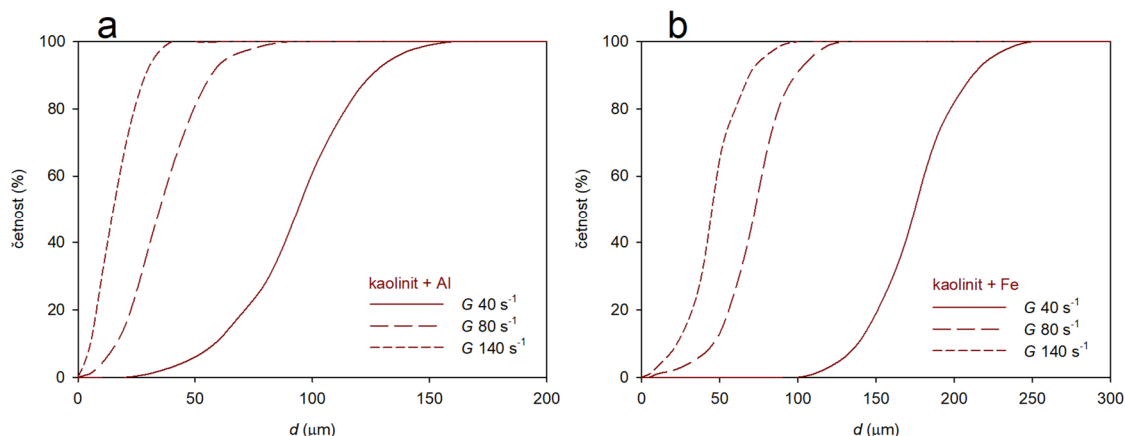 a
100
80
60
40
20
0
četnost (%)
kaolinit + Al
G 40 s⁻¹
G 80 s⁻¹
G 140 s⁻¹
0 50 100 150 200
d (μm)
b
100
80
60
40
20
0
četnost (%)
kaolinit + Fe
G 40 s⁻¹
G 80 s⁻¹
G 140 s⁻¹
0 50 100 150 200 250 300
d (μm)